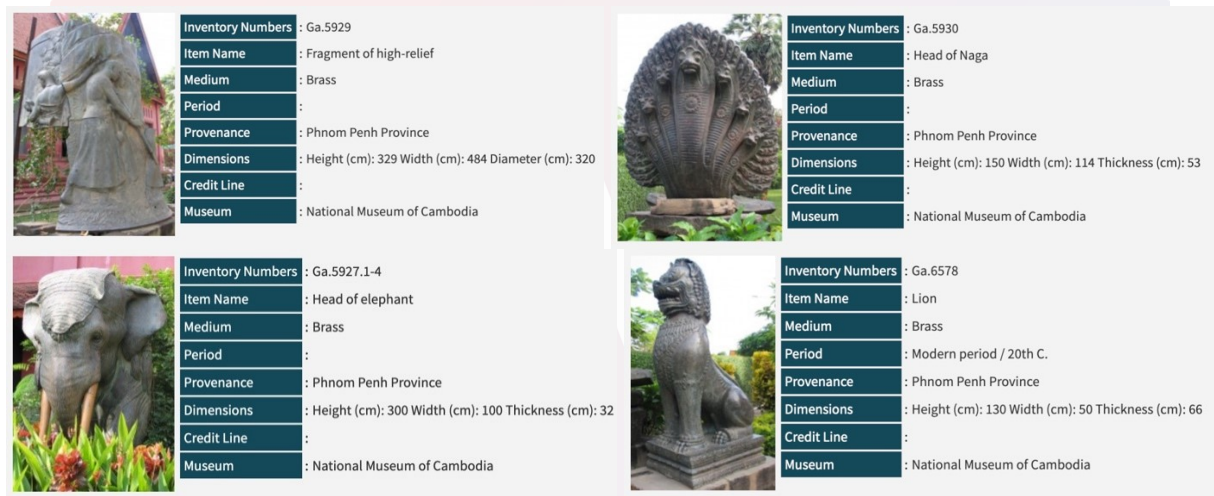 Inventory Numbers : Ga.5929
Item Name : Fragment of high-relief
Medium : Brass
Period :
Provenance : Phnom Penh Province
Dimensions : Height (cm): 329 Width (cm): 484 Diameter (cm): 320
Credit Line :
Museum : National Museum of Cambodia
Inventory Numbers : Ga.5930
Item Name : Head of Naga
Medium : Brass
Period :
Provenance : Phnom Penh Province
Dimensions : Height (cm): 150 Width (cm): 114 Thickness (cm): 53
Credit Line :
Museum : National Museum of Cambodia
Inventory Numbers : Ga.5927.1-4
Item Name : Head of elephant
Medium : Brass
Period :
Provenance : Phnom Penh Province
Dimensions : Height (cm): 300 Width (cm): 100 Thickness (cm): 32
Credit Line :
Museum : National Museum of Cambodia
Inventory Numbers : Ga.6578
Item Name : Lion
Medium : Brass
Period : Modern period / 20th C.
Provenance : Phnom Penh Province
Dimensions : Height (cm): 130 Width (cm): 50 Thickness (cm): 66
Credit Line :
Museum : National Museum of Cambodia